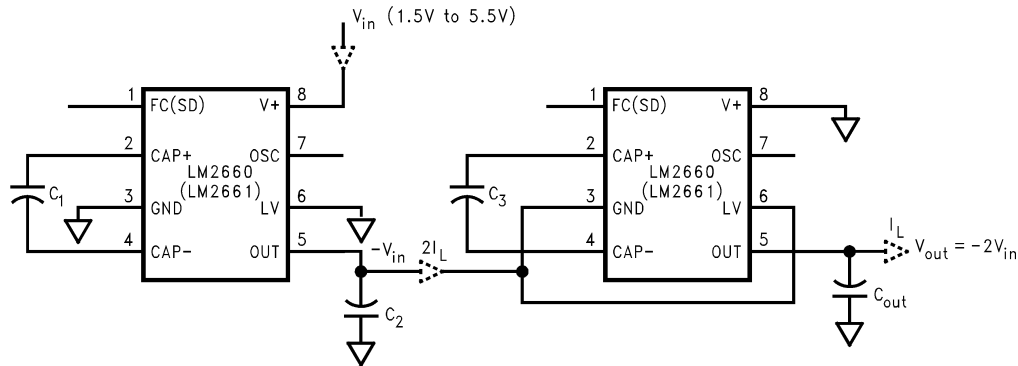 V_in (1.5V to 5.5V)
1 FC(SD) V+ 8
2 CAP+ OSC 7
LM2660
(LM2661)
3 GND LV 6
4 CAP- OUT 5
C_1
-V_in 2I_L
C_2
1 FC(SD) V+ 8
2 CAP+ OSC 7
LM2660
(LM2661)
3 GND LV 6
4 CAP- OUT 5
C_3
I_L
V_out = -2V_in
C_out